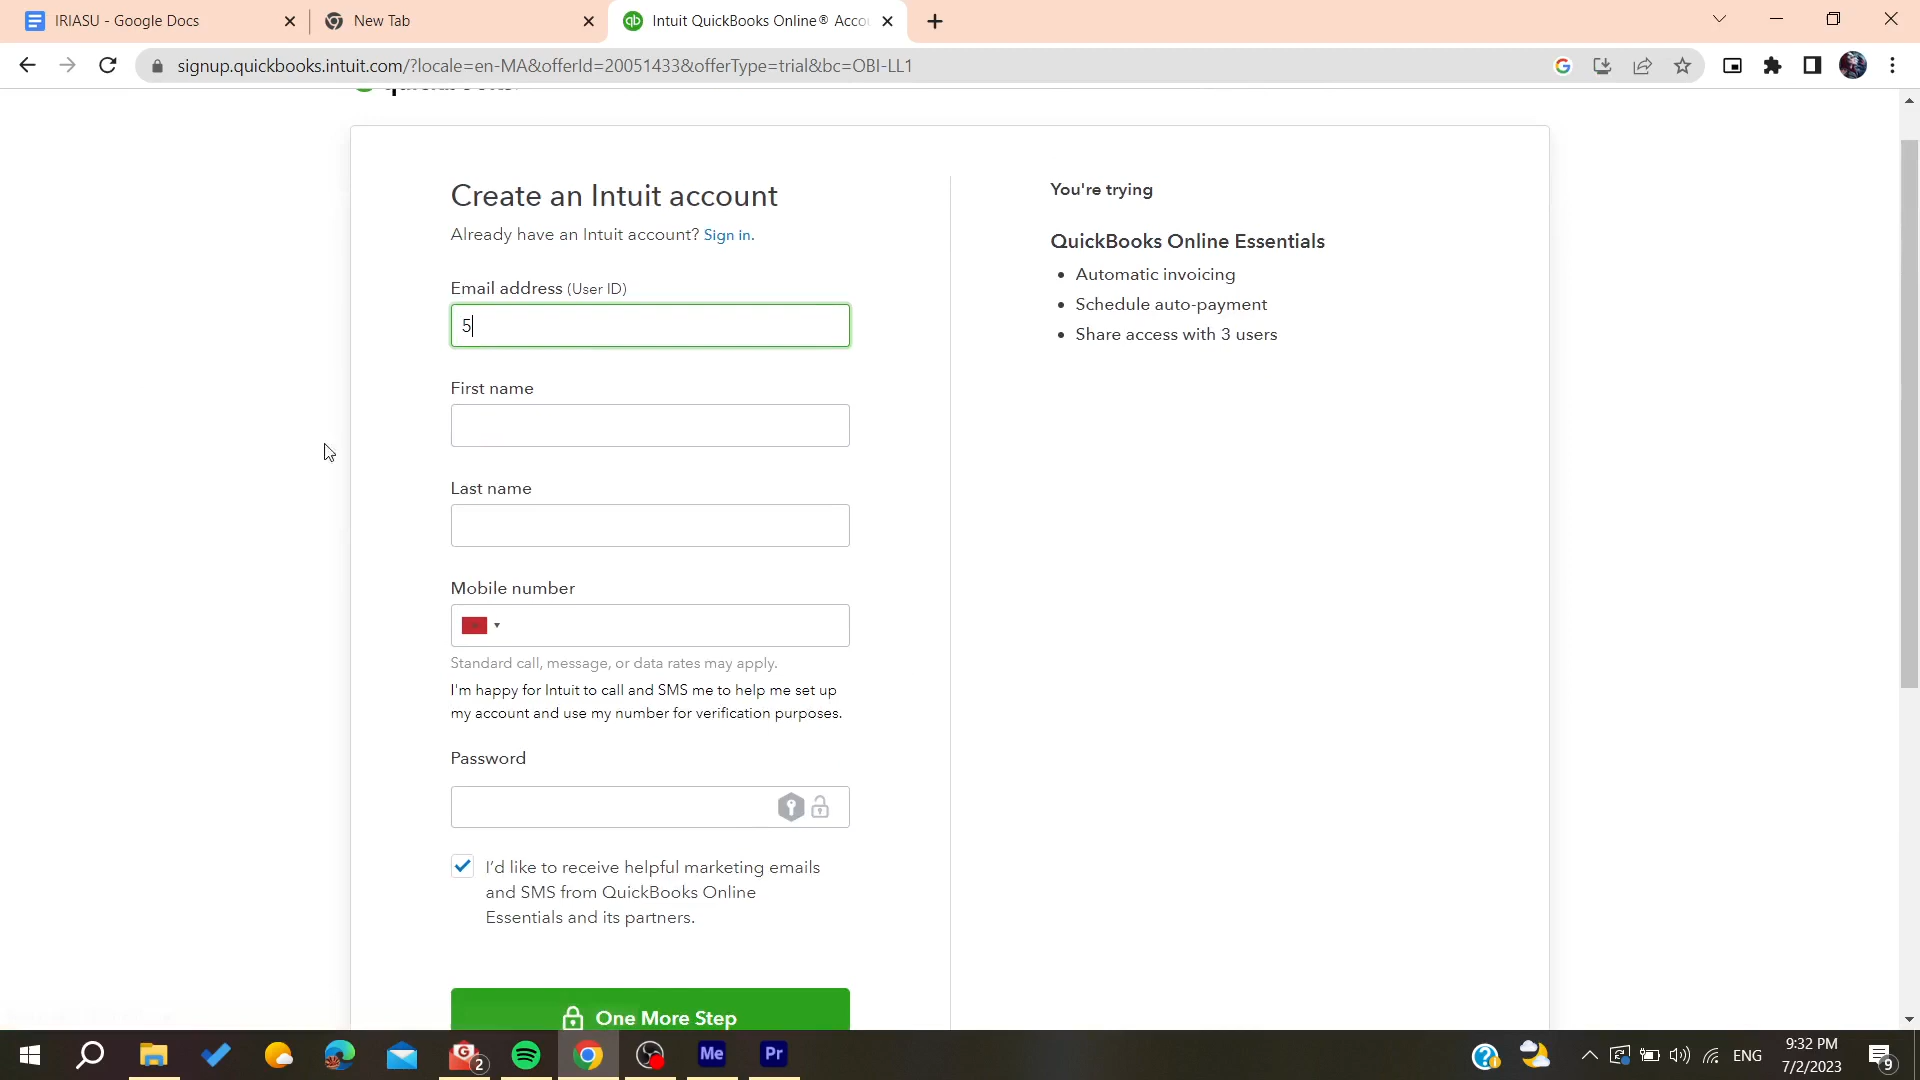 IRIASU - Google Docs
New Tab
Intuit QuickBooks Online® Accou
signup.quickbooks.intuit.com/?locale=en-MA&offerId=20051433&offerType=trial&bc=OBI-LL1
Create an Intuit account
Already have an Intuit account? Sign in.
Email address (User ID)
5
First name
Last name
Mobile number
Standard call, message, or data rates may apply.
I'm happy for Intuit to call and SMS me to help me set up
my account and use my number for verification purposes.
Password
I'd like to receive helpful marketing emails
and SMS from QuickBooks Online
Essentials and its partners.
One More Step
You're trying
QuickBooks Online Essentials
• Automatic invoicing
• Schedule auto-payment
• Share access with 3 users
2
Me
Pr
ENG
9:32 PM
7/2/2023
9